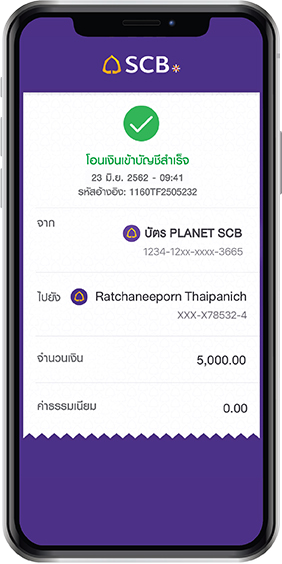 SCB
โอนเงินเข้าบัญชีสำเร็จ
23 มิ.ย. 2562 - 09:41
รหัสอ้างอิง: 1160TF2505232
จาก
บัตร PLANET SCB
1234-12xx-xxxx-3665
ไปยัง Ratchaneeporn Thaipanich
XXX-X78532-4
จำนวนเงิน 5,000.00
ค่าธรรมเนียม 0.00